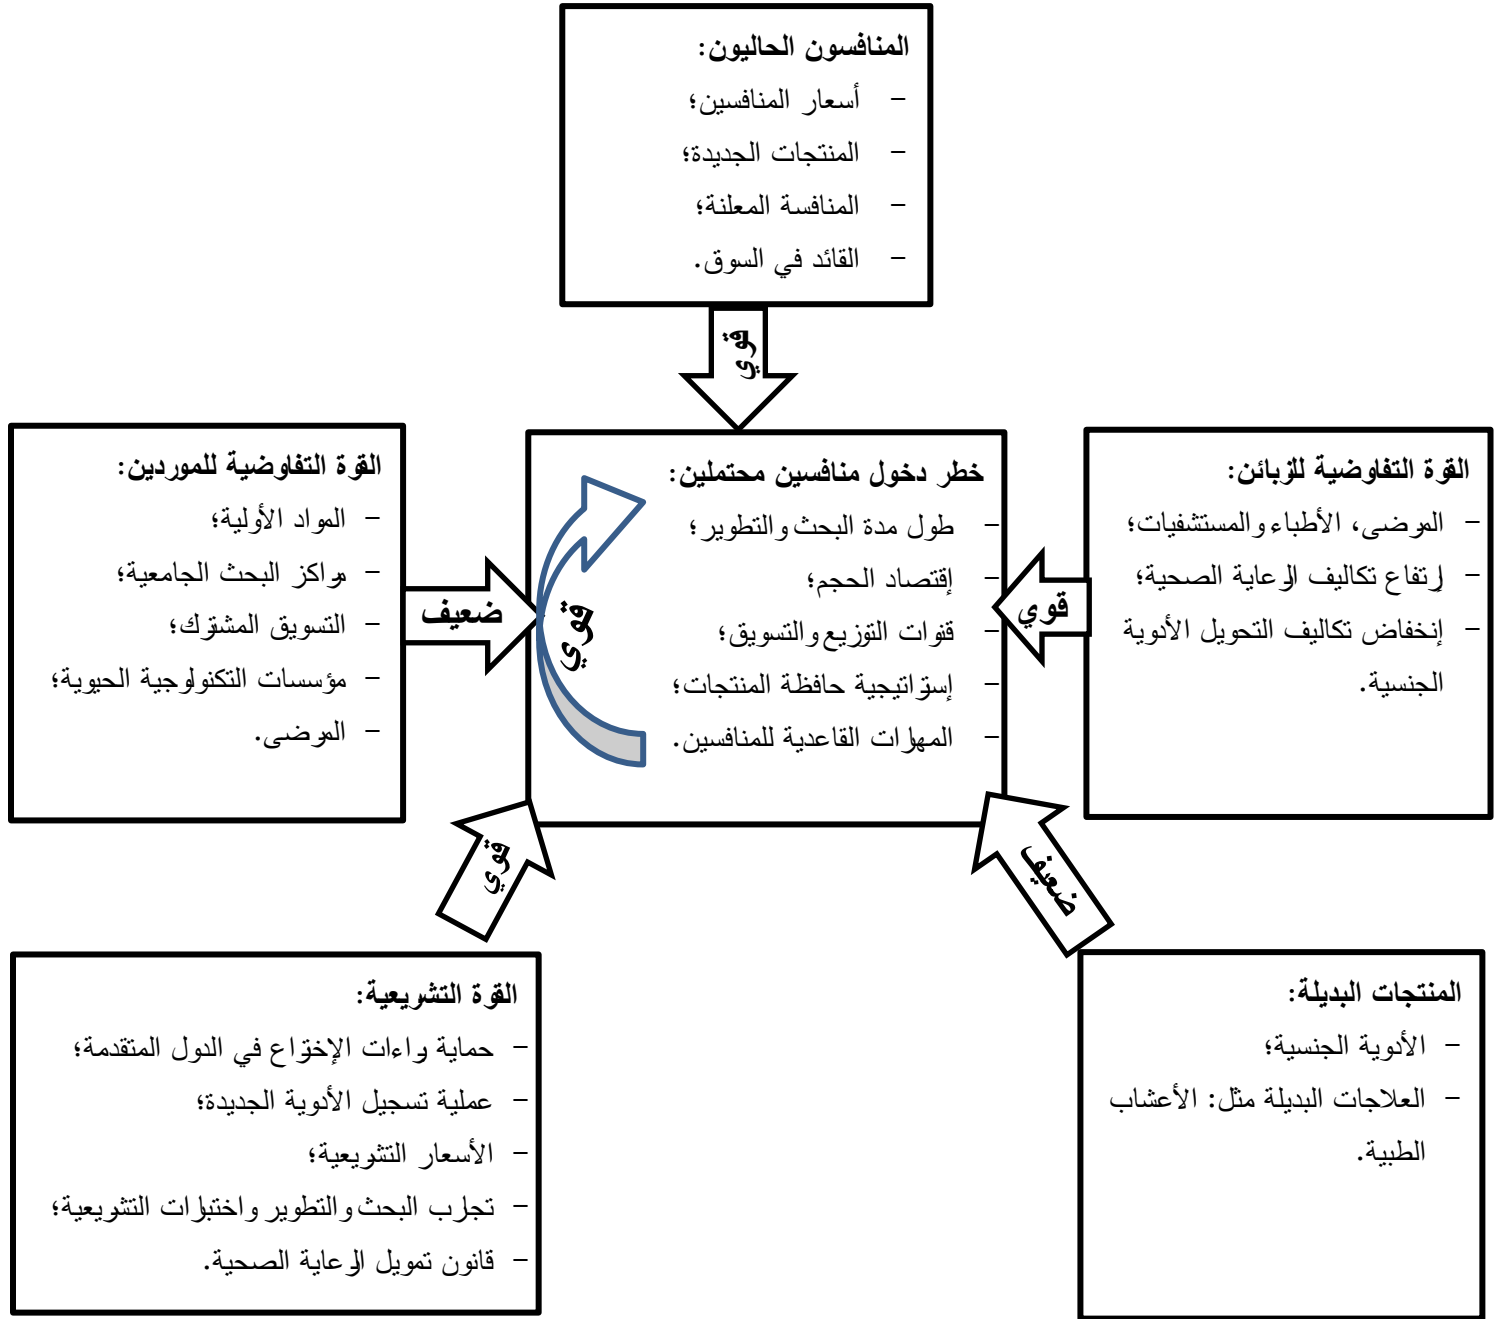 المنافسون الحاليون:
- أسعار المنافسين؛
- المنتجات الجديدة؛
- المنافسة المعلنة؛
- القائد في السوق.
قوي
القوة التفاوضية للزبائن:
- الموضى، الأطباء والمستشفيات؛
- إرتفاع تكاليف الرعاية الصحية؛
- إنخفاض تكاليف التحويل الأدوية
الجنسية.
قوي
خطر دخول منافسين محتملين:
- طول مدة البحث والتطوير؛
- إقتصاد الحجم؛
- قنوات التوزيع والتسويق؛
- إستراتيجية حافظة المنتجات؛
- المهارات القاعدية للمنافسين.
قوي
القوة التفاوضية للموردين:
- المواد الأولية؛
- مراكز البحث الجامعية؛
- التسويق المشترك؛
- مؤسسات التكنولوجية الحيوية؛
- الموضى.
ضعيف
قوي
ضعيف
المنتجات البديلة:
- الأدوية الجنسية؛
- العلاجات البديلة مثل: الأعشاب
الطبية.
القوة التشريعية:
- حماية واءات الإختراع في الدول المتقدمة؛
- عملية تسجيل الأدوية الجديدة؛
- الأسعار التشريعية؛
- تجارب البحث والتطوير واختبارات التشريعية؛
- قانون تمويل الرعاية الصحية.